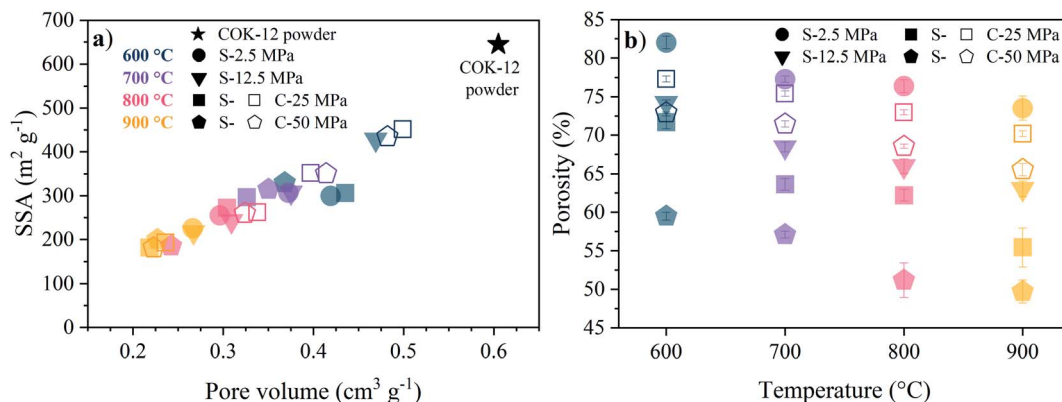 a)
COK-12 powder
600 °C
S-2.5 MPa
700 °C
S-12.5 MPa
800 °C
S- C-25 MPa
900 °C
S- C-50 MPa
COK-12
powder
700
600
500
400
300
200
100
0
SSA (m² g⁻¹)
0.2 0.3 0.4 0.5 0.6
Pore volume (cm³ g⁻¹)
b)
S-2.5 MPa S- C-25 MPa
S-12.5 MPa S- C-50 MPa
90
85
80
75
70
65
60
55
50
45
Porosity (%)
600 700 800 900
Temperature (°C)